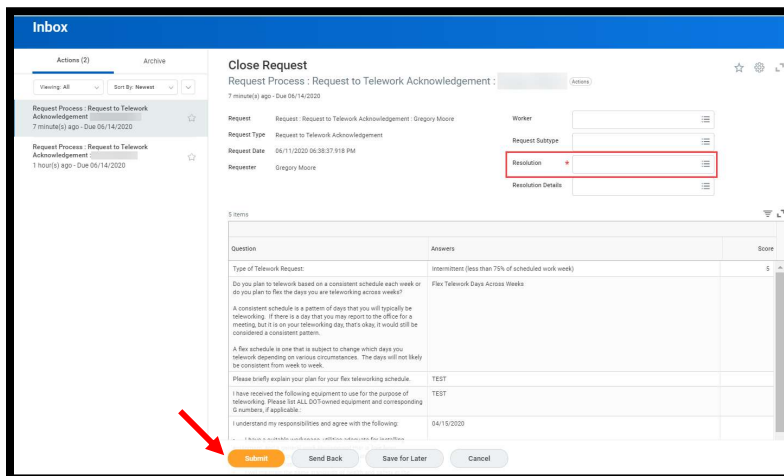 Inbox
Actions (2)
Archive
Viewing: All
Sort By: Newest
Request Process : Request to Telework
Acknowledgement
7 minute(s) ago - Due 06/14/2020
Request Process : Request to Telework
Acknowledgement
1 hour(s) ago - Due 06/14/2020
Close Request
Request Process : Request to Telework Acknowledgement :
Actions
7 minute(s) ago - Due 06/14/2020
Request Request : Request to Telework Acknowledgement : Gregory Moore
Request Type Request to Telework Acknowledgement
Request Date 06/11/2020 06:38:37.918 PM
Requester Gregory Moore
Worker
Request Subtype
Resolution *
Resolution Details
5 items
Question Answers Score
Type of Telework Request: Intermittent (less than 75% of scheduled work week) 5
Do you plan to telework based on a consistent schedule each week or Flex Telework Days Across Weeks
do you plan to flex the days you are teleworking across weeks?
A consistent schedule is a pattern of days that you will typically be
teleworking. If there is a day that you may report to the office for a
meeting, but it is on your teleworking day, that's okay, it would still be
considered a consistent pattern.
A flex schedule is one that is subject to change which days you
telework depending on various circumstances. The days will not likely
be consistent from week to week.
Please briefly explain your plan for your flex teleworking schedule. TEST
I have received the following equipment to use for the purpose of TEST
teleworking. Please list ALL DOT-owned equipment and corresponding
G numbers, if applicable:
I understand my responsibilities and agree with the following: 04/15/2020
Submit
Send Back
Save for Later
Cancel